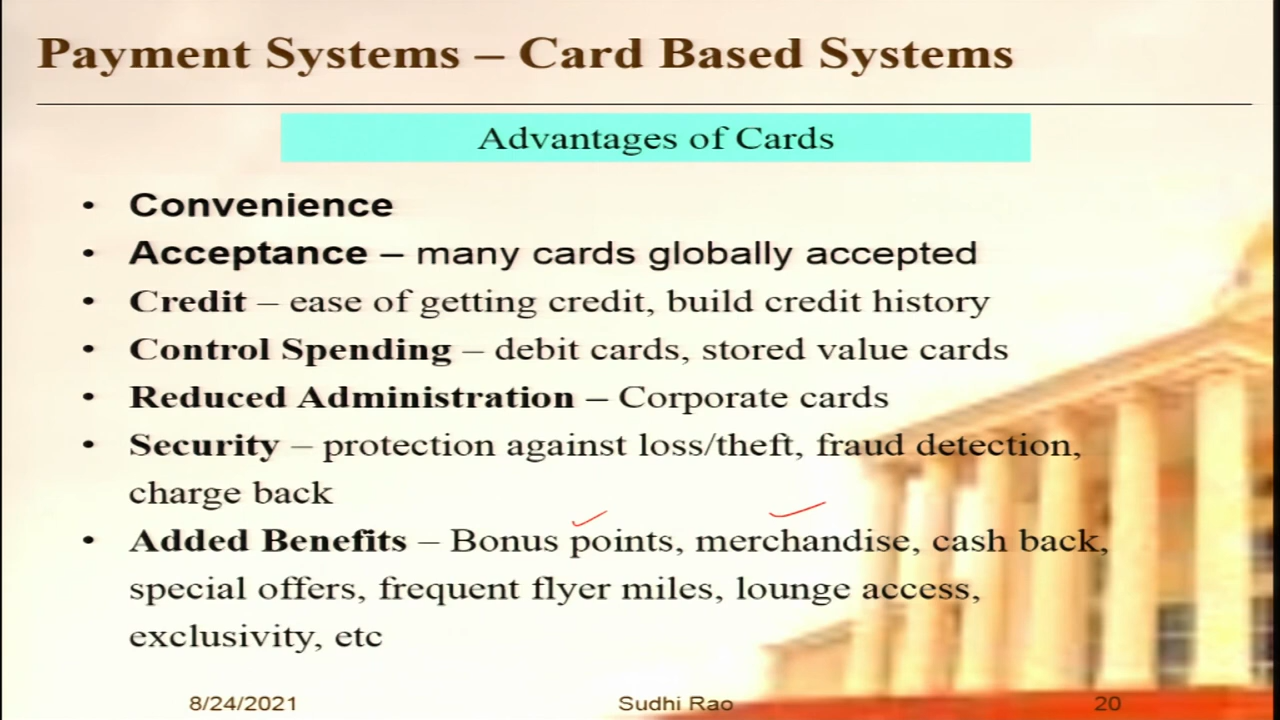 Payment Systems – Card Based Systems
Advantages of Cards
• Convenience
• Acceptance – many cards globally accepted
• Credit – ease of getting credit, build credit history
• Control Spending – debit cards, stored value cards
• Reduced Administration – Corporate cards
• Security – protection against loss/theft, fraud detection,
charge back
• Added Benefits – Bonus points, merchandise, cash back,
special offers, frequent flyer miles, lounge access,
exclusivity, etc
8/24/2021 Sudhi Rao 20